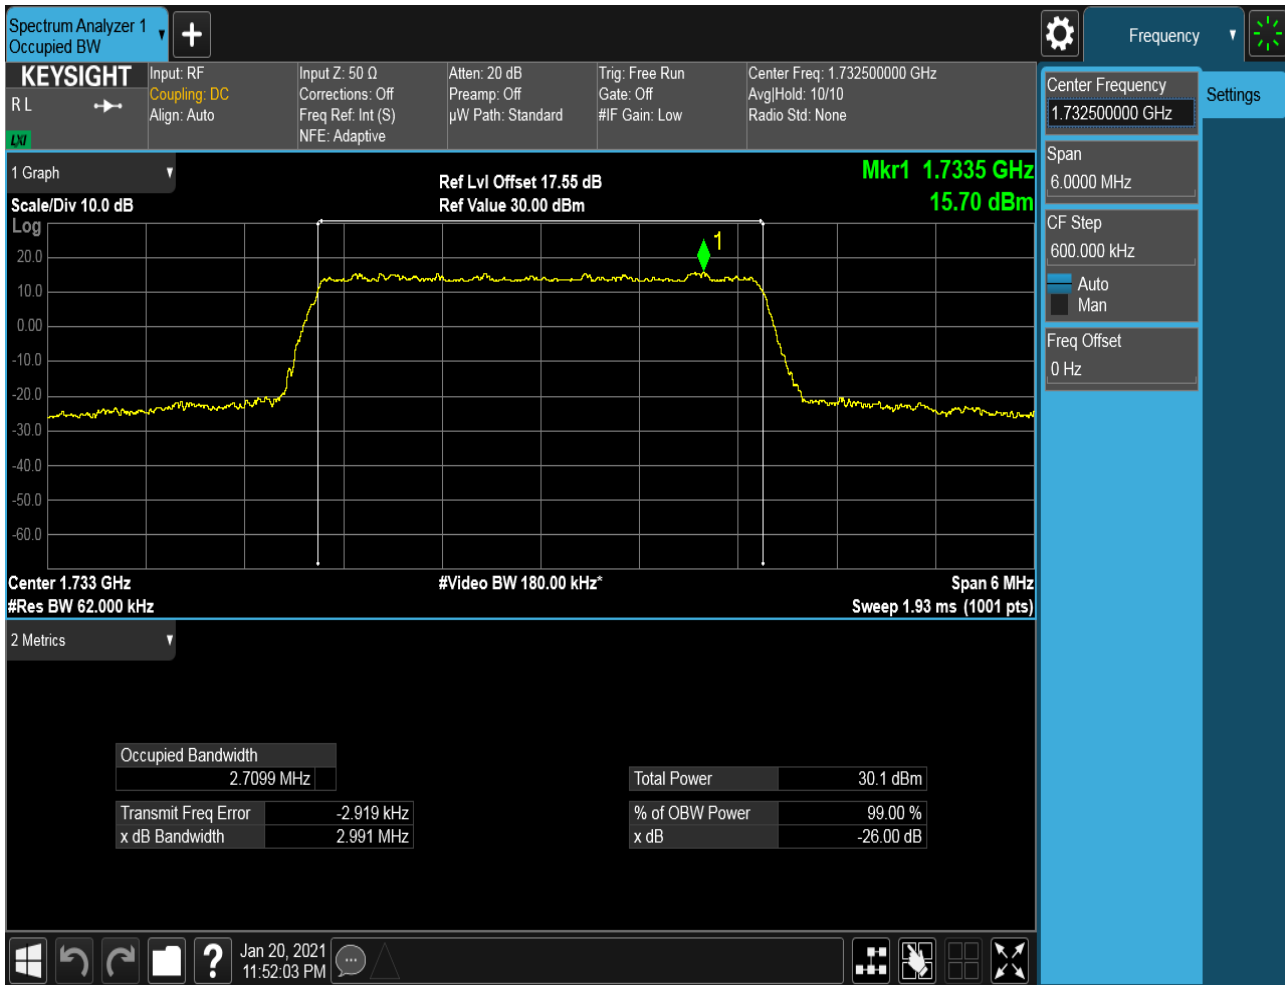 Spectrum Analyzer 1
Occupied BW
Frequency
KEYSIGHT
R L
LXI
Input: RF
Coupling: DC
Align: Auto
Input Z: 50 Ω
Corrections: Off
Freq Ref: Int (S)
NFE: Adaptive
Atten: 20 dB
Preamp: Off
µW Path: Standard
Trig: Free Run
Gate: Off
#IF Gain: Low
Center Freq: 1.732500000 GHz
Avg|Hold: 10/10
Radio Std: None
Center Frequency
1.732500000 GHz
Settings
Span
6.0000 MHz
CF Step
600.000 kHz
Auto
Man
Freq Offset
0 Hz
1 Graph
Scale/Div 10.0 dB
Log
Ref Lvl Offset 17.55 dB
Ref Value 30.00 dBm
Mkr1 1.7335 GHz
15.70 dBm
1
20.0
10.0
0.00
-10.0
-20.0
-30.0
-40.0
-50.0
-60.0
Center 1.733 GHz
#Video BW 180.00 kHz*
Span 6 MHz
#Res BW 62.000 kHz
Sweep 1.93 ms (1001 pts)
2 Metrics
Occupied Bandwidth
2.7099 MHz
Transmit Freq Error -2.919 kHz
x dB Bandwidth 2.991 MHz
Total Power 30.1 dBm
% of OBW Power 99.00 %
x dB -26.00 dB
Jan 20, 2021
11:52:03 PM